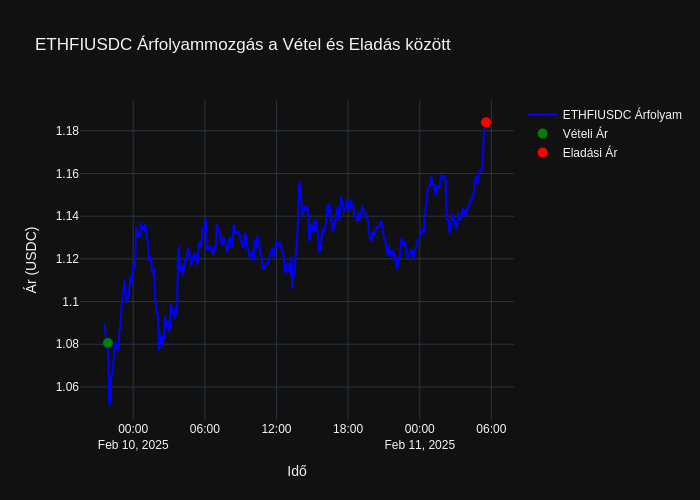 ETHFIUSDC Árfolyammozgás a Vétel és Eladás között
ETHFIUSDC Árfolyam
Vételi Ár
Eladási Ár
Ár (USDC)
1.18
1.16
1.14
1.12
1.1
1.08
1.06
00:00 06:00 12:00 18:00 00:00 06:00
Feb 10, 2025 Feb 11, 2025
Idő